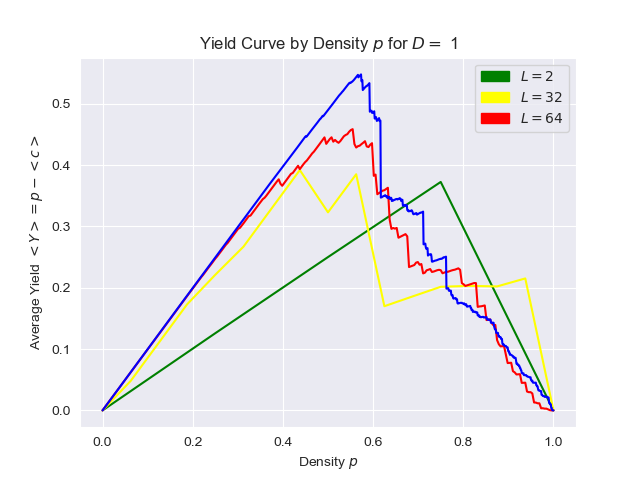 Yield Curve by Density p for D = 1
L = 2
L = 32
L = 64
Average Yield < Y > = p − < c >
0.5
0.4
0.3
0.2
0.1
0.0
0.0 0.2 0.4 0.6 0.8 1.0
Density p